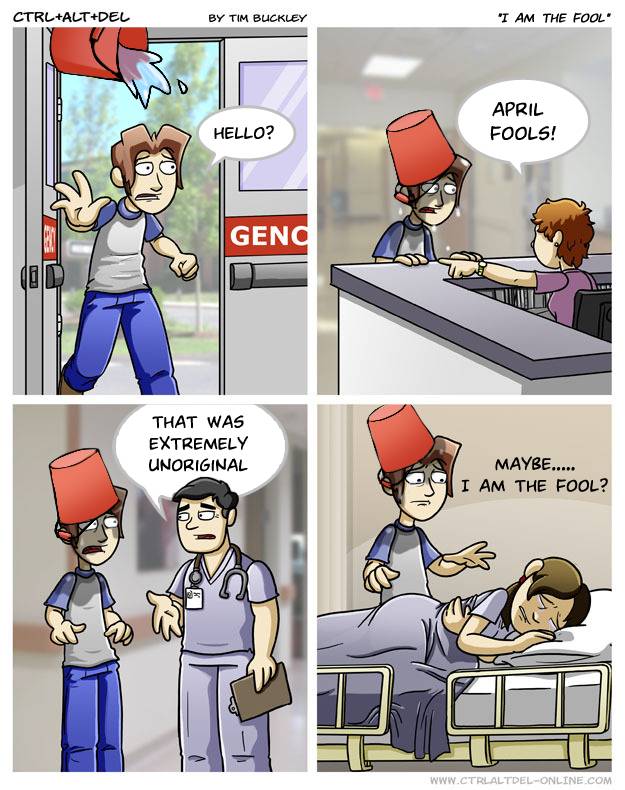 CTRL+ALT+DEL
BY TIM BUCKLEY
"I AM THE FOOL"
HELLO?
GENC
APRIL
FOOLS!
THAT WAS
EXTREMELY
UNORIGINAL
MAYBE.....
I AM THE FOOL?
WWW.CTRLALTDEL-ONLINE.COM